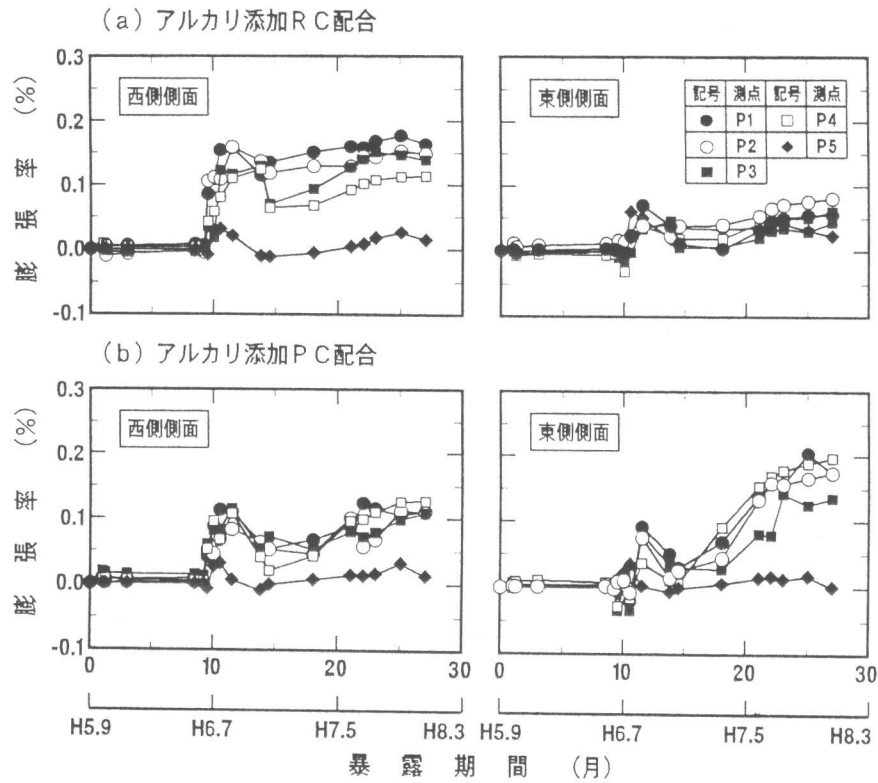 (a) アルカリ添加RC配合
膨張率 (%)
0.3
0.2
0.1
0.0
-0.1
西側側面
東側側面
記号 測点 記号 測点
● P1 □ P4
○ P2 ◆ P5
■ P3
(b) アルカリ添加PC配合
膨張率 (%)
0.3
0.2
0.1
0.0
-0.1
西側側面
東側側面
0 10 20 30 0 10 20 30
H5.9 H6.7 H7.5 H8.3 H5.9 H6.7 H7.5 H8.3
暴露期間 (月)